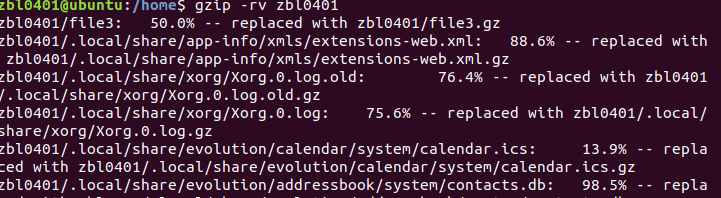 zbl0401@ubuntu:/home$ gzip -rv zbl0401
zbl0401/file3:   50.0% -- replaced with zbl0401/file3.gz
zbl0401/.local/share/app-info/xmls/extensions-web.xml:   88.6% -- replaced with
 zbl0401/.local/share/app-info/xmls/extensions-web.xml.gz
zbl0401/.local/share/xorg/Xorg.0.log.old:        76.4% -- replaced with zbl0401
/.local/share/xorg/Xorg.0.log.old.gz
zbl0401/.local/share/xorg/Xorg.0.log:    75.6% -- replaced with zbl0401/.local/
share/xorg/Xorg.0.log.gz
zbl0401/.local/share/evolution/calendar/system/calendar.ics:     13.9% -- repla
ced with zbl0401/.local/share/evolution/calendar/system/calendar.ics.gz
zbl0401/.local/share/evolution/addressbook/system/contacts.db:   98.5% -- repla